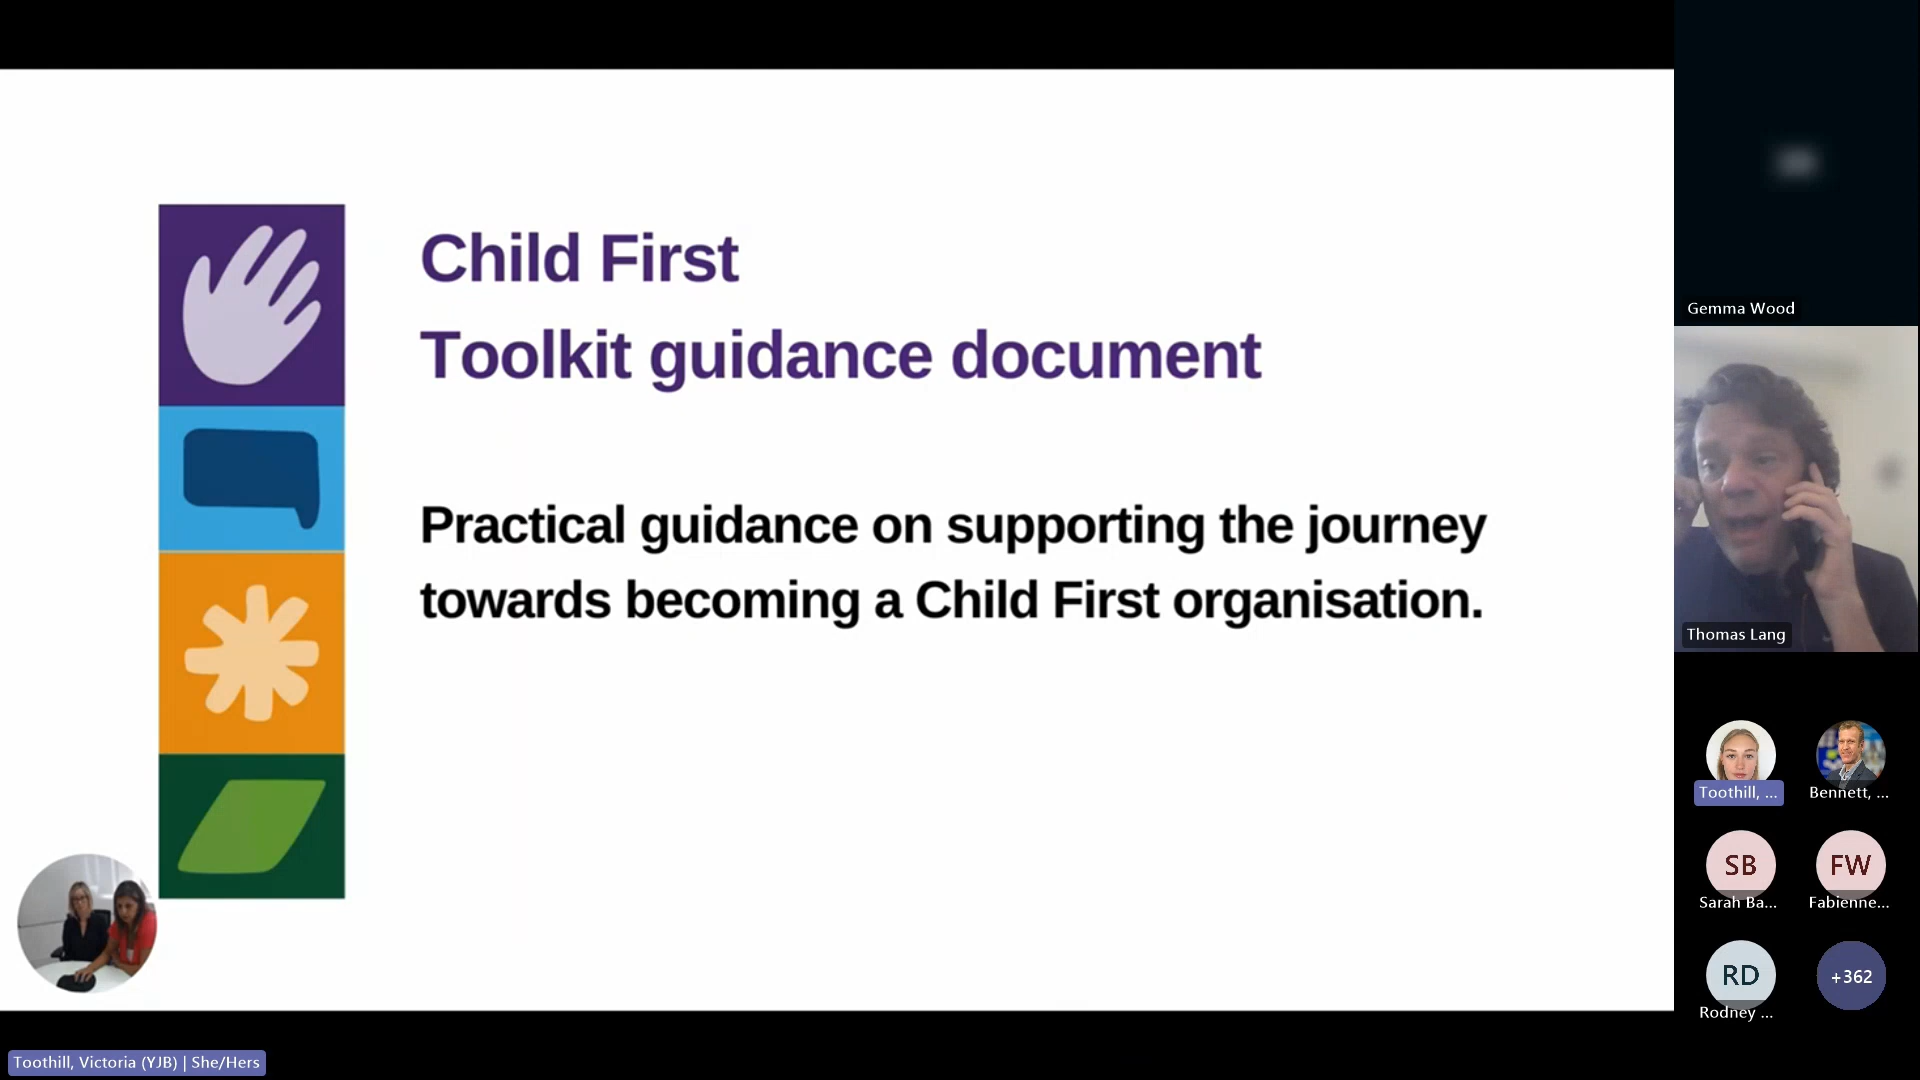 Child First
Toolkit guidance document
Practical guidance on supporting the journey
towards becoming a Child First organisation.
Gemma Wood
Thomas Lang
Toothill, ...
Bennett, ...
SB
Sarah Ba...
FW
Fabienne...
RD
Rodney ...
+362
Toothill, Victoria (YJB) | She/Hers